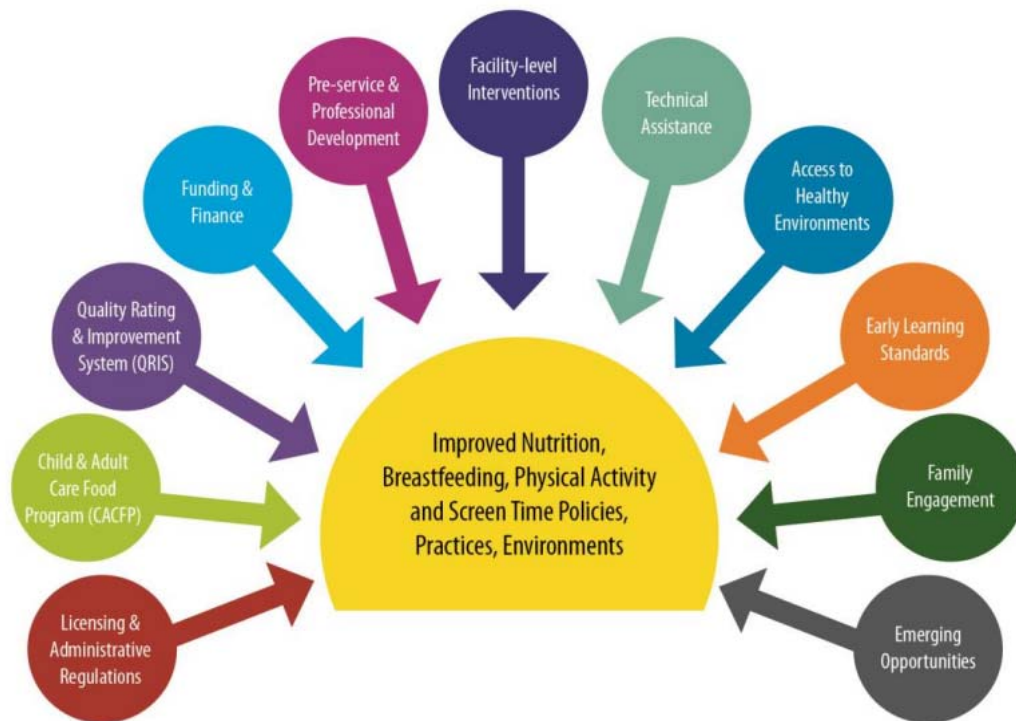 Facility-level
Interventions
Pre-service &
Professional
Development
Technical
Assistance
Funding &
Finance
Access to
Healthy
Environments
Quality Rating
& Improvement
System (QRIS)
Early Learning
Standards
Child & Adult
Care Food
Program (CACFP)
Family
Engagement
Licensing &
Administrative
Regulations
Emerging
Opportunities
Improved Nutrition,
Breastfeeding, Physical Activity
and Screen Time Policies,
Practices, Environments